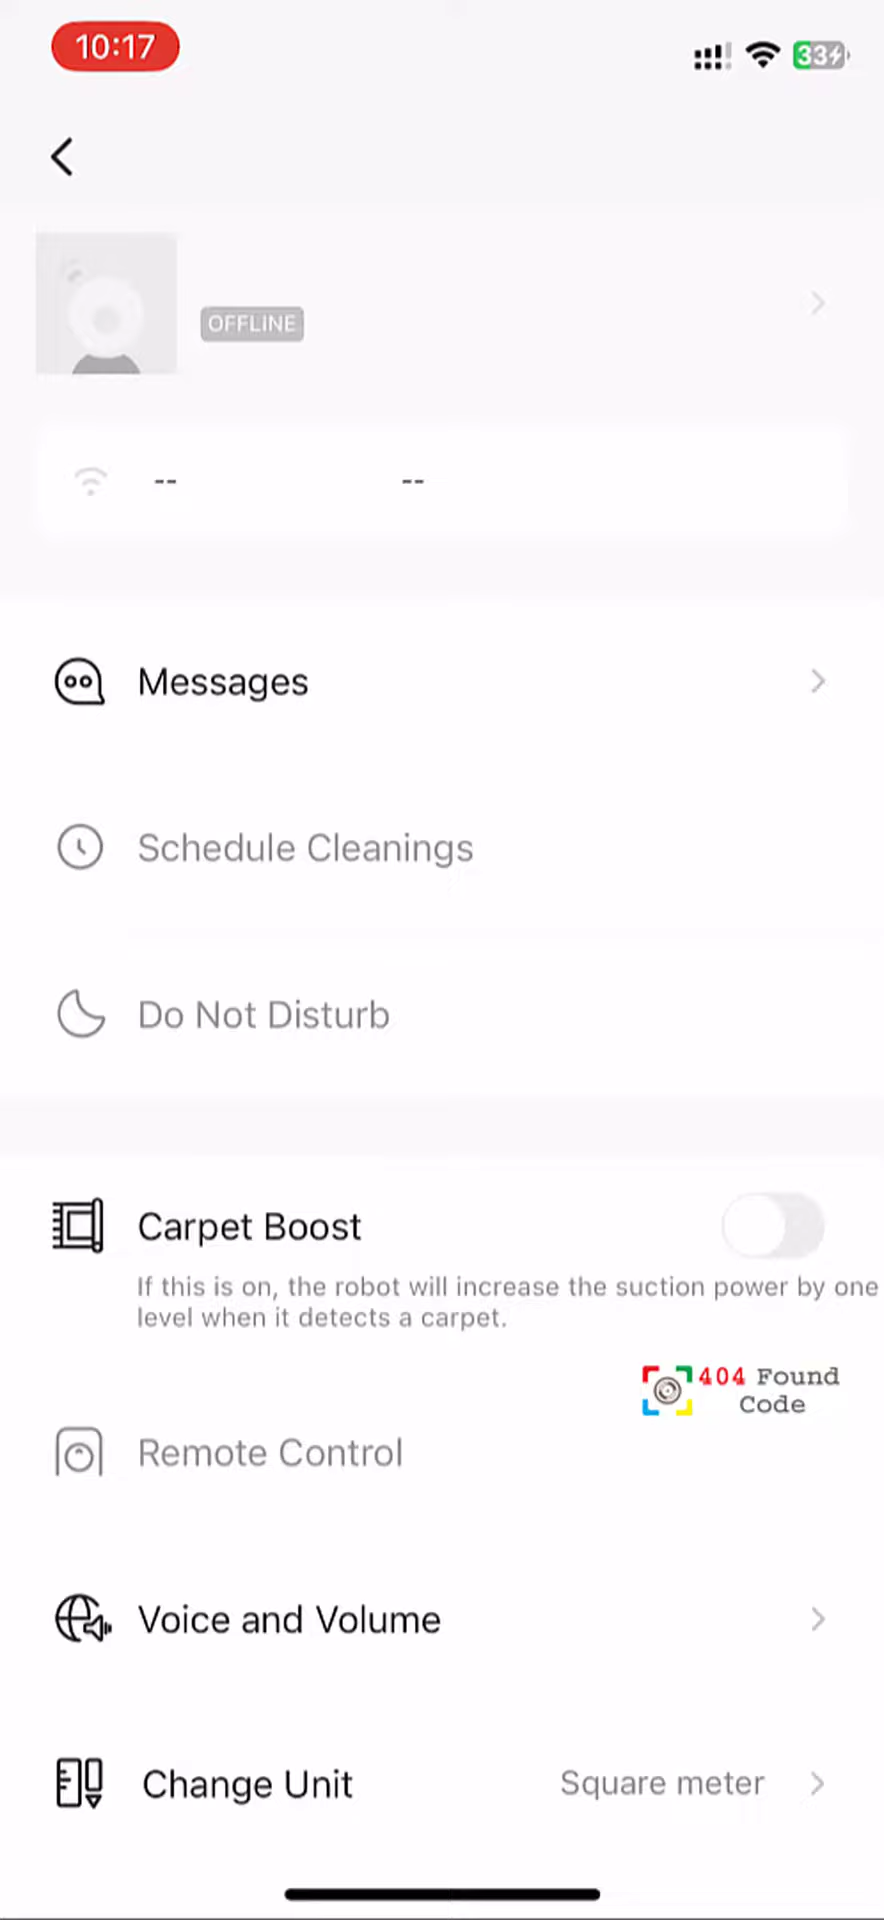 10:17
33
OFFLINE
-- --
Messages
Schedule Cleanings
Do Not Disturb
Carpet Boost
If this is on, the robot will increase the suction power by one
level when it detects a carpet.
404 Found
Code
Remote Control
Voice and Volume
Change Unit Square meter